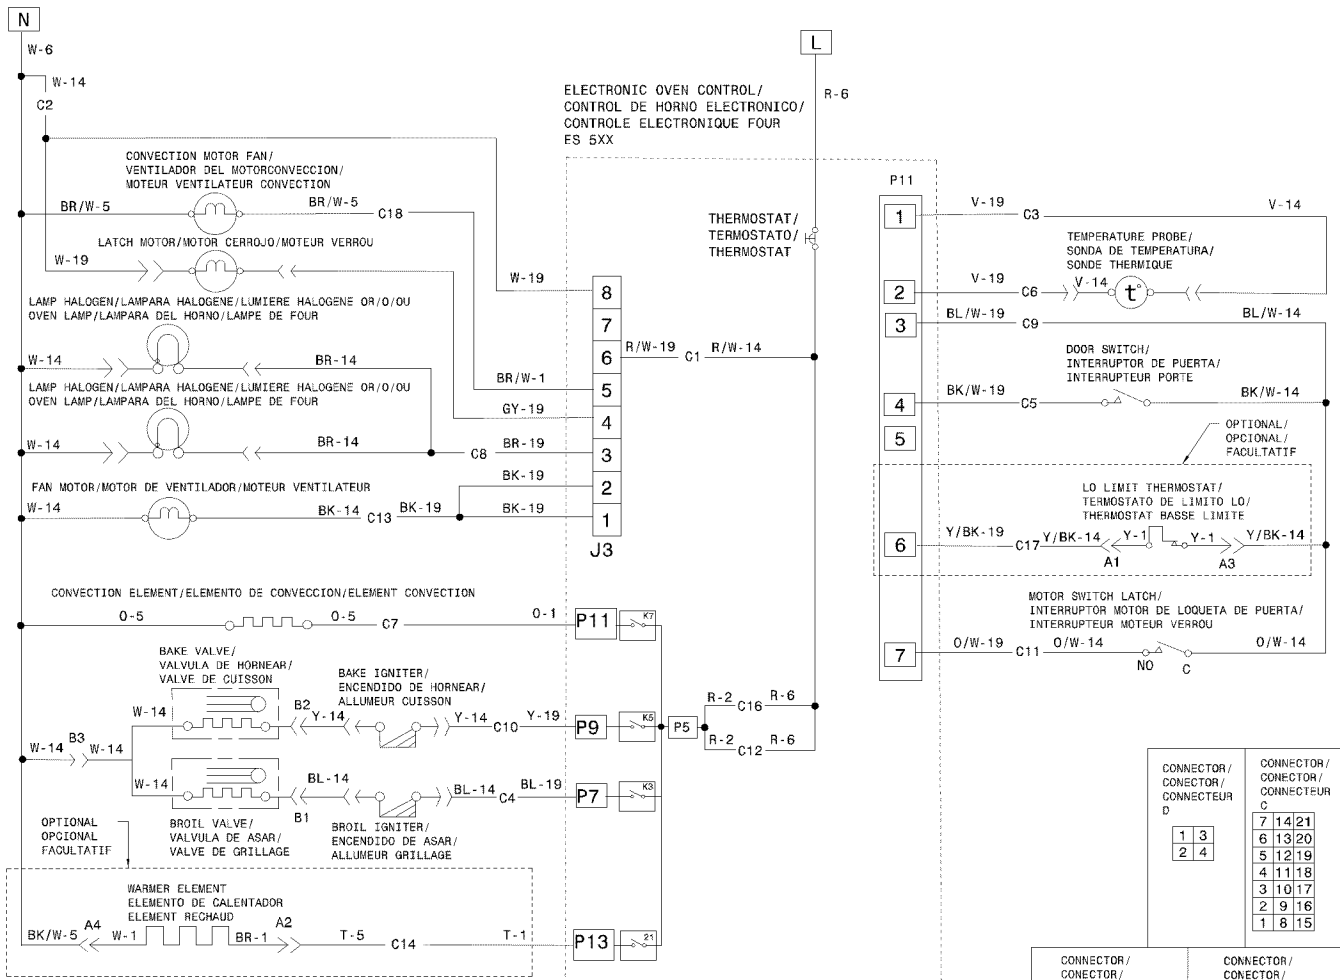 N
W-6
W-14
C2
L
R-6
ELECTRONIC OVEN CONTROL/
CONTROL DE HORNO ELECTRONICO/
CONTROLE ELECTRONIQUE FOUR
ES 5XX
CONVECTION MOTOR FAN/
VENTILADOR DEL MOTORCONVECCION/
MOTEUR VENTILATEUR CONVECTION
BR/W-5
BR/W-5
C18
LATCH MOTOR/MOTOR CERROJO/MOTEUR VERROU
W-19
W-19
LAMP HALOGEN/LAMPARA HALOGENE/LUMIERE HALOGENE OR/O/OU
OVEN LAMP/LAMPARA DEL HORNO/LAMPE DE FOUR
W-14
BR-14
LAMP HALOGEN/LAMPARA HALOGENE/LUMIERE HALOGENE OR/O/OU
OVEN LAMP/LAMPARA DEL HORNO/LAMPE DE FOUR
W-14
BR-14
C8
BR-19
FAN MOTOR/MOTOR DE VENTILADOR/MOTEUR VENTILATEUR
W-14
BK-14
C13
BK-19
BK-19
BK-19
BR/W-1
GY-19
8
7
6
5
4
3
2
1
J3
R/W-19
C1
R/W-14
THERMOSTAT/
TERMOSTATO/
THERMOSTAT
P11
1
2
3
4
5
6
7
V-19
C3
V-14
TEMPERATURE PROBE/
SONDA DE TEMPERATURA/
SONDE THERMIQUE
V-19
C6
V-14
t°
BL/W-19
C9
BL/W-14
DOOR SWITCH/
INTERRUPTOR DE PUERTA/
INTERRUPTEUR PORTE
BK/W-19
C5
BK/W-14
OPTIONAL/
OPCIONAL/
FACULTATIF
LO LIMIT THERMOSTAT/
TERMOSTATO DE LIMITO LO/
THERMOSTAT BASSE LIMITE
Y/BK-19
C17
Y/BK-14
A1
Y-1
Y-1
A3
Y/BK-14
MOTOR SWITCH LATCH/
INTERRUPTOR MOTOR DE LOQUETA DE PUERTA/
INTERRUPTEUR MOTEUR VERROU
O/W-19
C11
O/W-14
NO
C
O/W-14
CONVECTION ELEMENT/ELEMENTO DE CONVECCION/ELEMENT CONVECTION
O-5
O-5
C7
O-1
P11
K7
BAKE VALVE/
VALVULA DE HORNEAR/
VALVE DE CUISSON
BAKE IGNITER/
ENCENDIDO DE HORNEAR/
ALLUMEUR CUISSON
W-14
B3
W-14
W-14
B2
Y-14
Y-14
C10
Y-19
P9
K5
P5
R-2
C16
R-6
R-2
C12
R-6
W-14
BL-14
B1
BL-14
C4
BL-19
P7
K3
BROIL VALVE/
VALVULA DE ASAR/
VALVE DE GRILLAGE
BROIL IGNITER/
ENCENDIDO DE ASAR/
ALLUMEUR GRILLAGE
OPTIONAL
OPCIONAL
FACULTATIF
WARMER ELEMENT
ELEMENTO DE CALENTADOR
ELEMENT RECHAUD
BK/W-5
A4
W-1
BR-1
A2
T-5
C14
T-1
P13
21
CONNECTOR/
CONECTOR/
CONNECTEUR
D
1 3
2 4
CONNECTOR/
CONECTOR/
CONNECTEUR
C
7 14 21
6 13 20
5 12 19
4 11 18
3 10 17
2 9 16
1 8 15
CONNECTOR/
CONECTOR/
CONNECTOR/
CONECTOR/